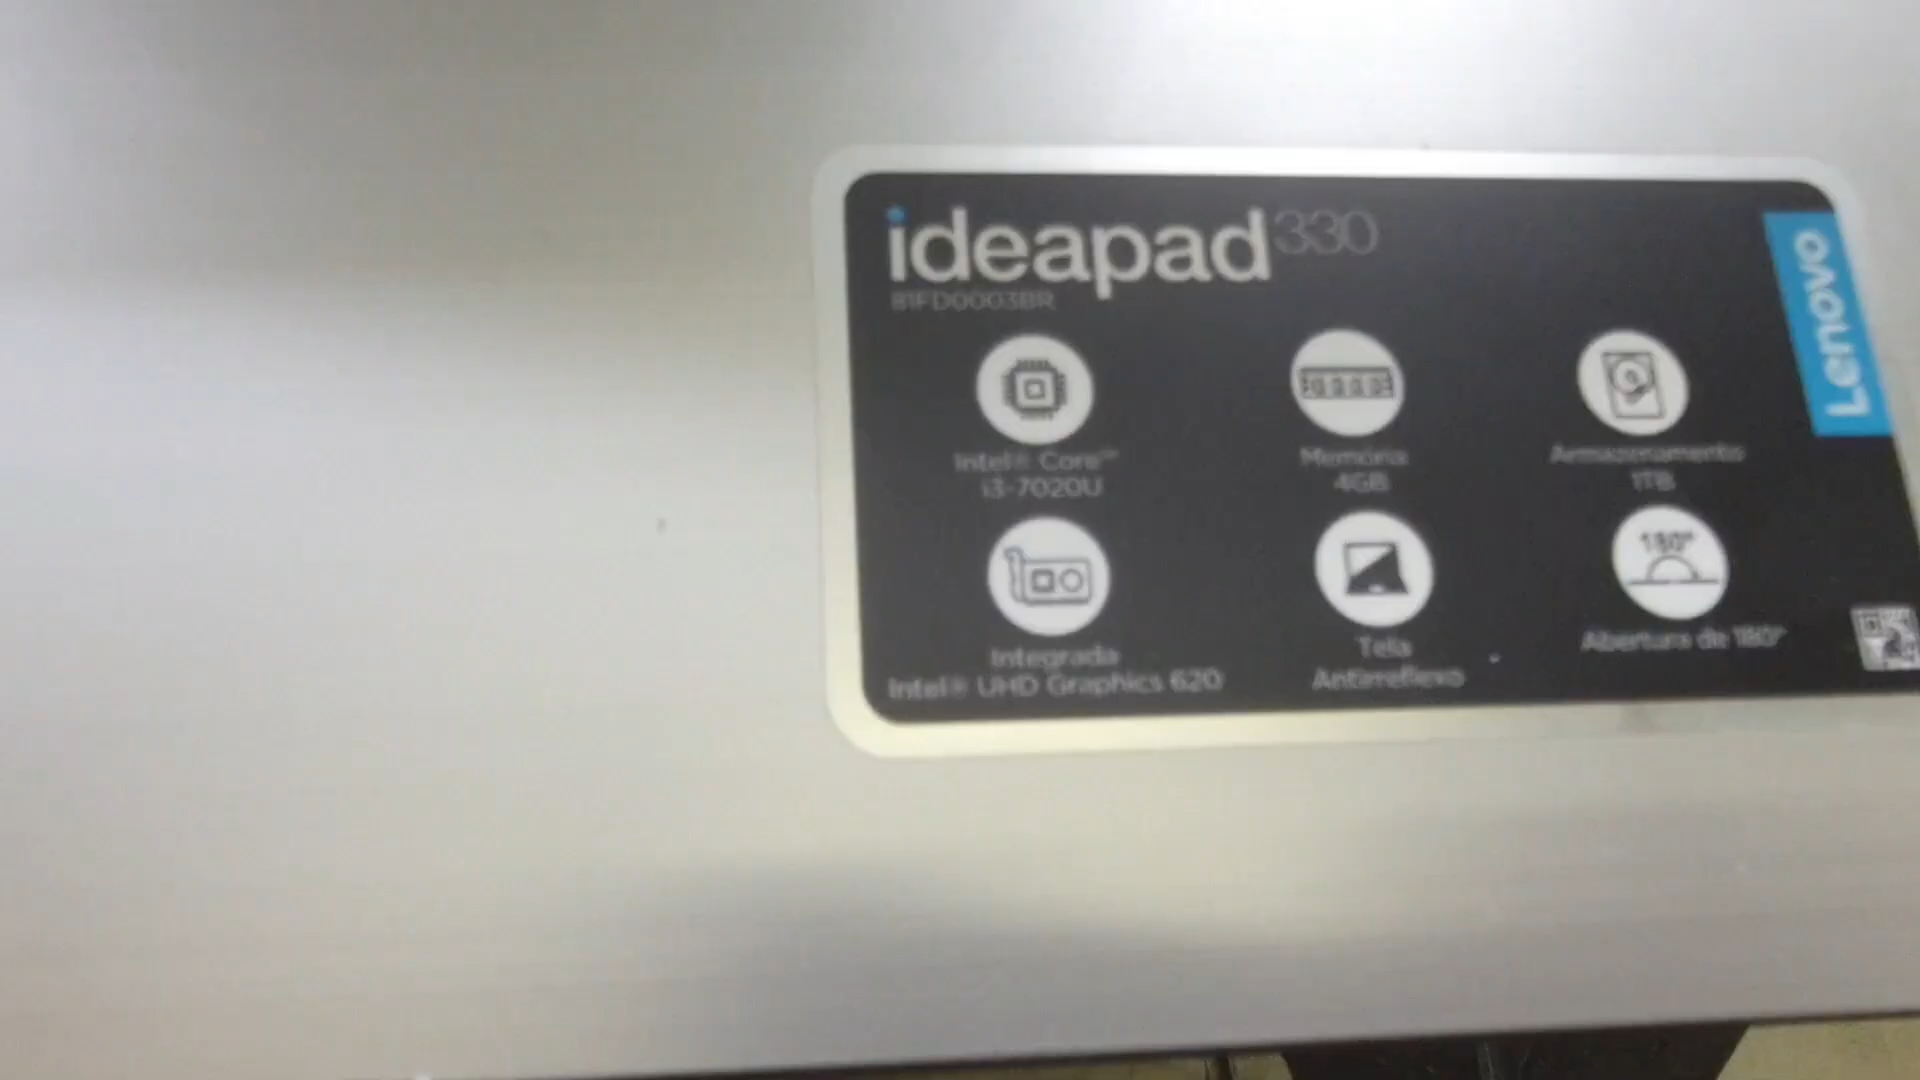 ideapad 330
81FD0003BR
Lenovo
Intel® Core™
i3-7020U
Memória
4GB
Armazenamento
1TB
180°
Integrada
Intel® UHD Graphics 620
Tela
Antirreflexo
Abertura de 180°